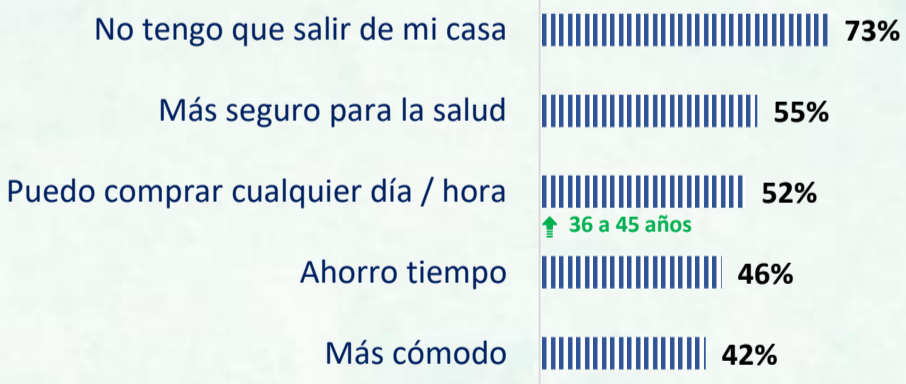 No tengo que salir de mi casa 73%
Más seguro para la salud 55%
Puedo comprar cualquier día / hora 52%
36 a 45 años
Ahorro tiempo 46%
Más cómodo 42%